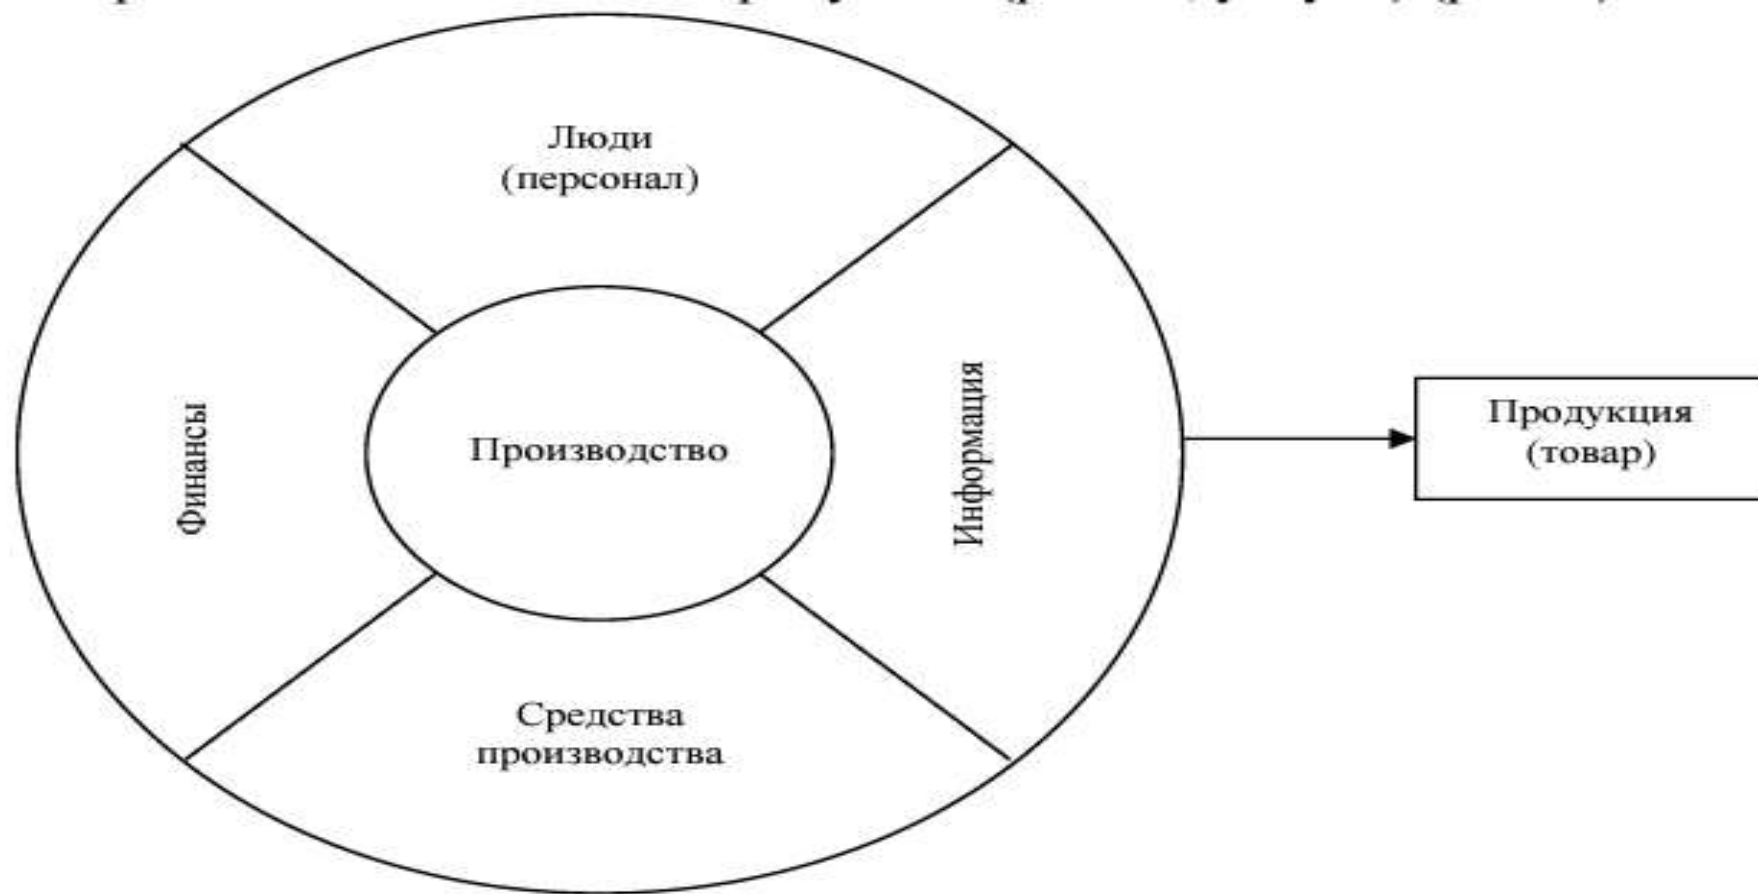 Люди
(персонал)
Финансы
Производство
Информация
Продукция
(товар)
Средства
производства